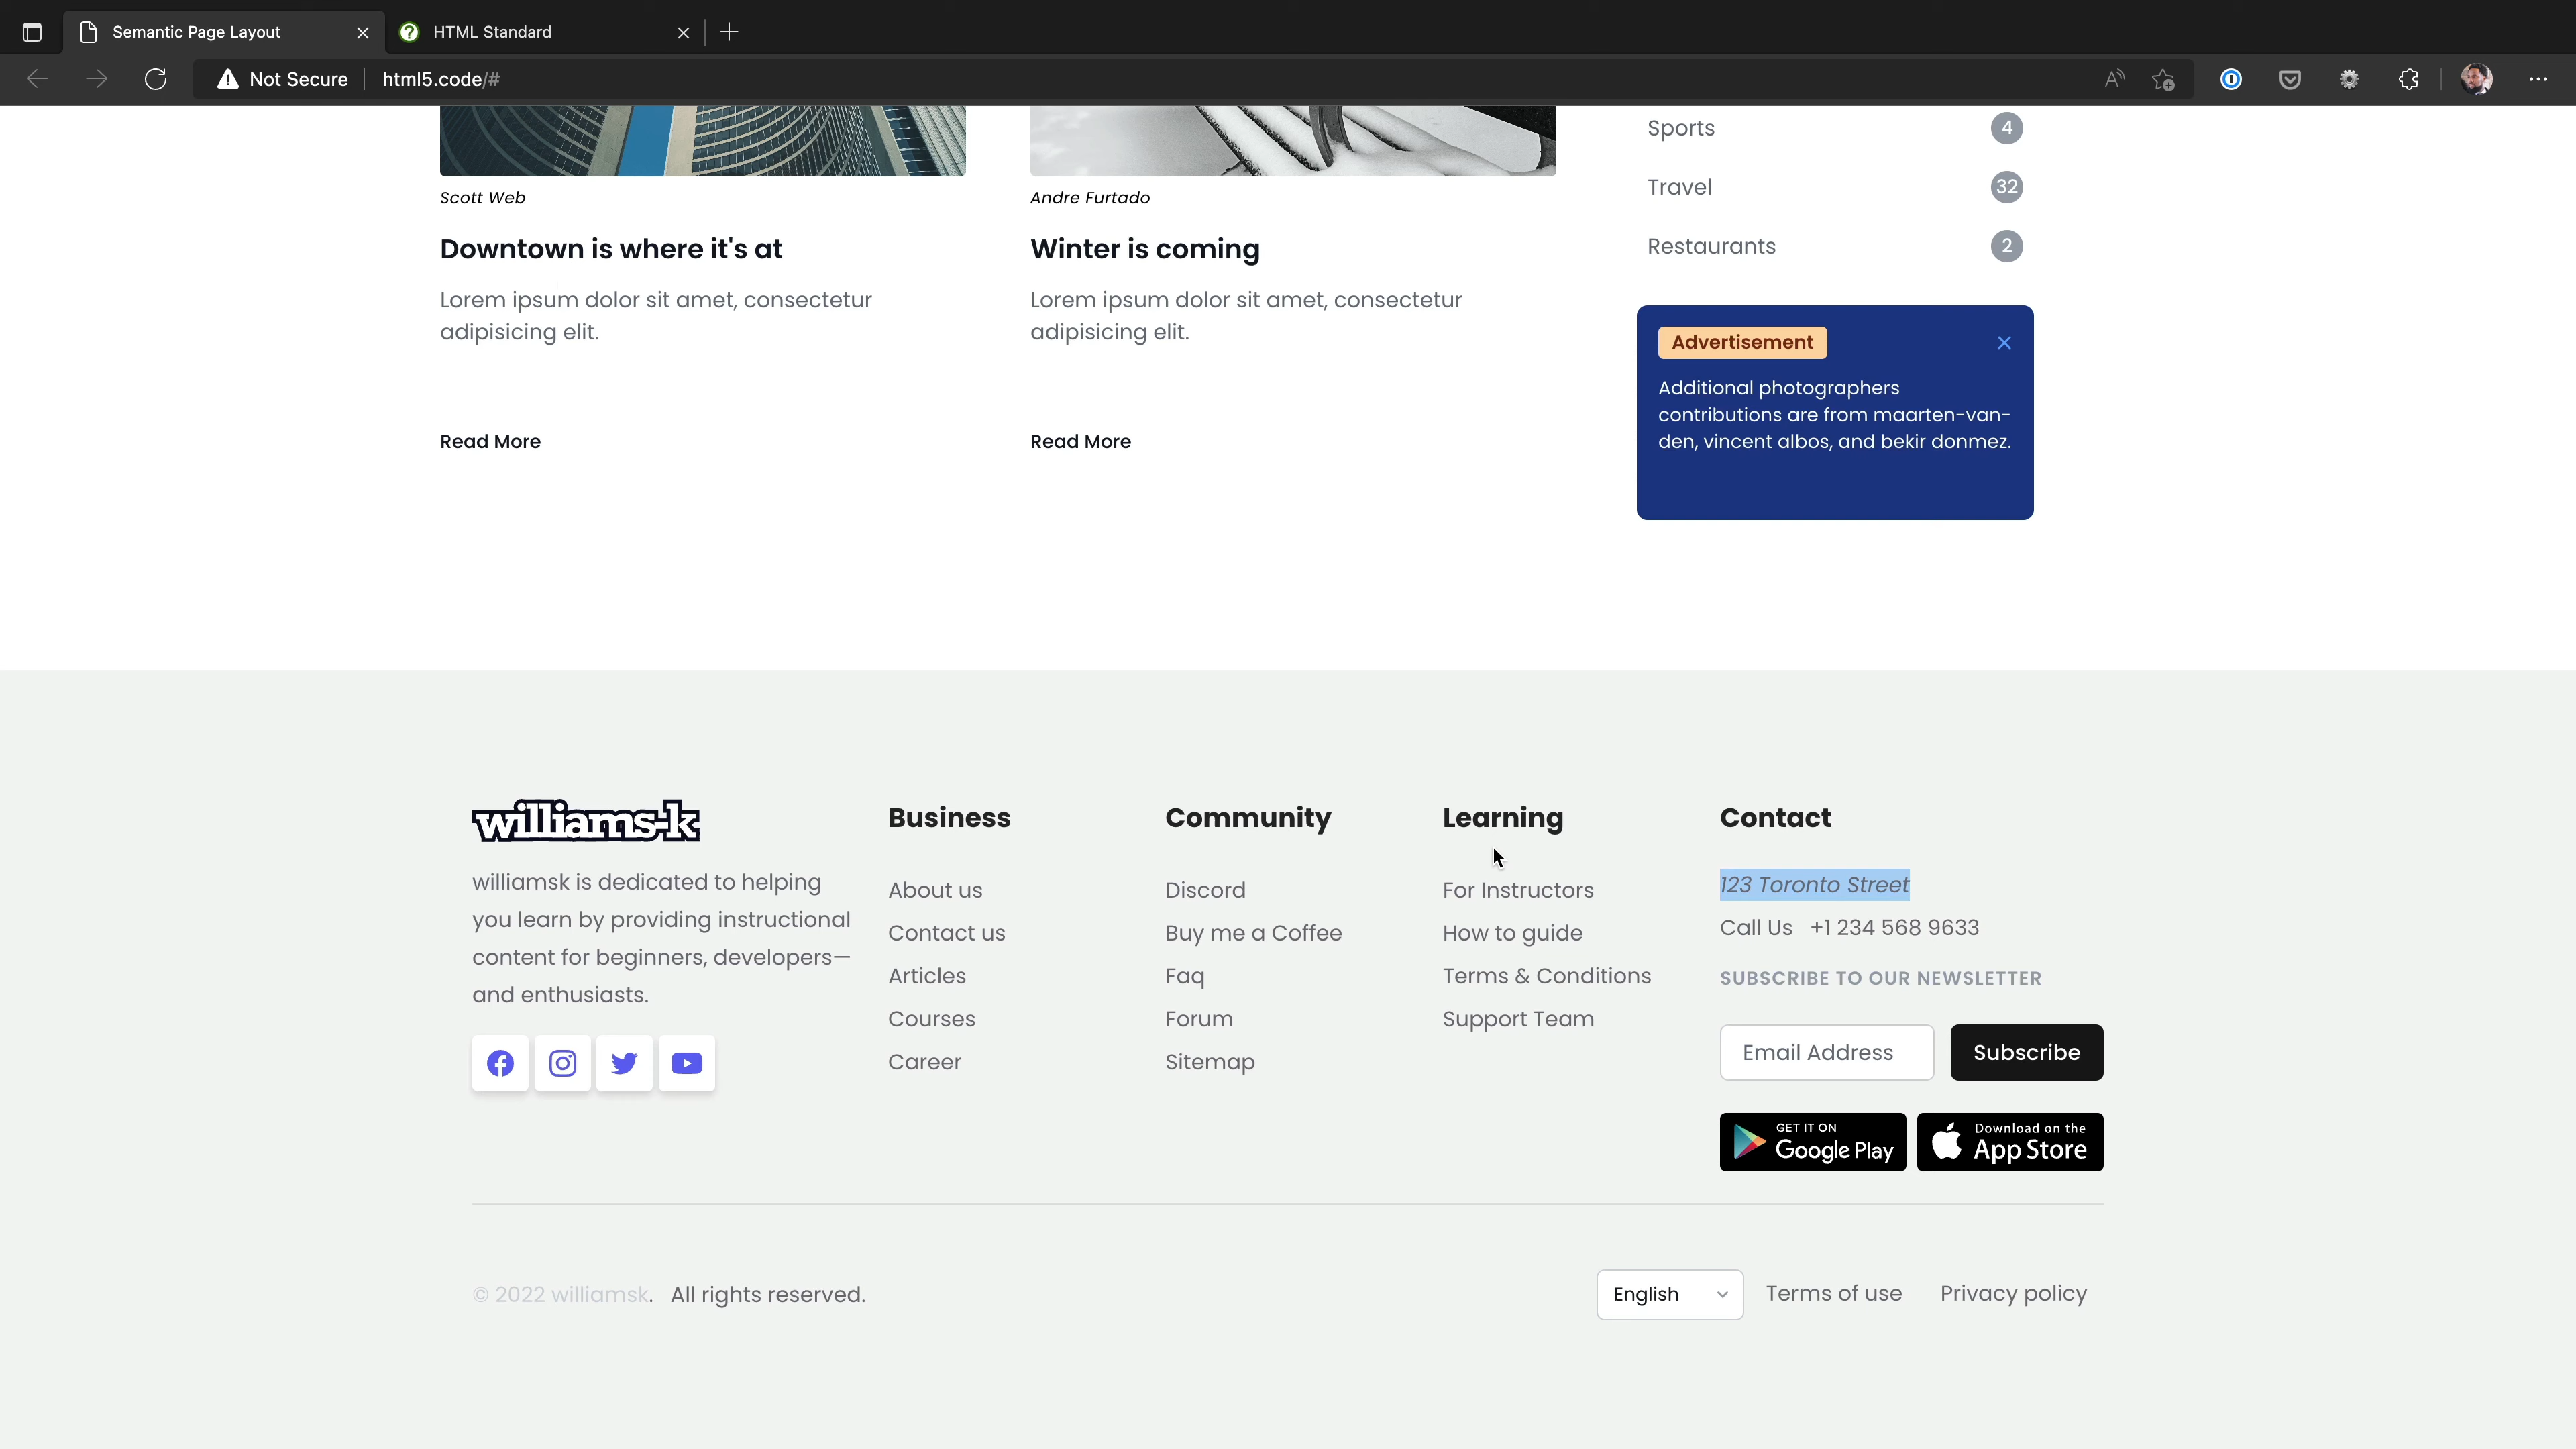 Semantic Page Layout
HTML Standard
Not Secure
html5.code/#
Scott Web
Downtown is where it's at
Lorem ipsum dolor sit amet, consectetur
adipisicing elit.
Read More
Andre Furtado
Winter is coming
Lorem ipsum dolor sit amet, consectetur
adipisicing elit.
Read More
Sports 4
Travel 32
Restaurants 2
Advertisement
Additional photographers
contributions are from maarten-van-
den, vincent albos, and bekir donmez.
williams-k
williamsk is dedicated to helping
you learn by providing instructional
content for beginners, developers—
and enthusiasts.
Business
About us
Contact us
Articles
Courses
Career
Community
Discord
Buy me a Coffee
Faq
Forum
Sitemap
Learning
For Instructors
How to guide
Terms & Conditions
Support Team
Contact
123 Toronto Street
Call Us +1 234 568 9633
SUBSCRIBE TO OUR NEWSLETTER
Email Address
Subscribe
GET IT ON
Google Play
Download on the
App Store
© 2022 williamsk. All rights reserved.
English
Terms of use
Privacy policy